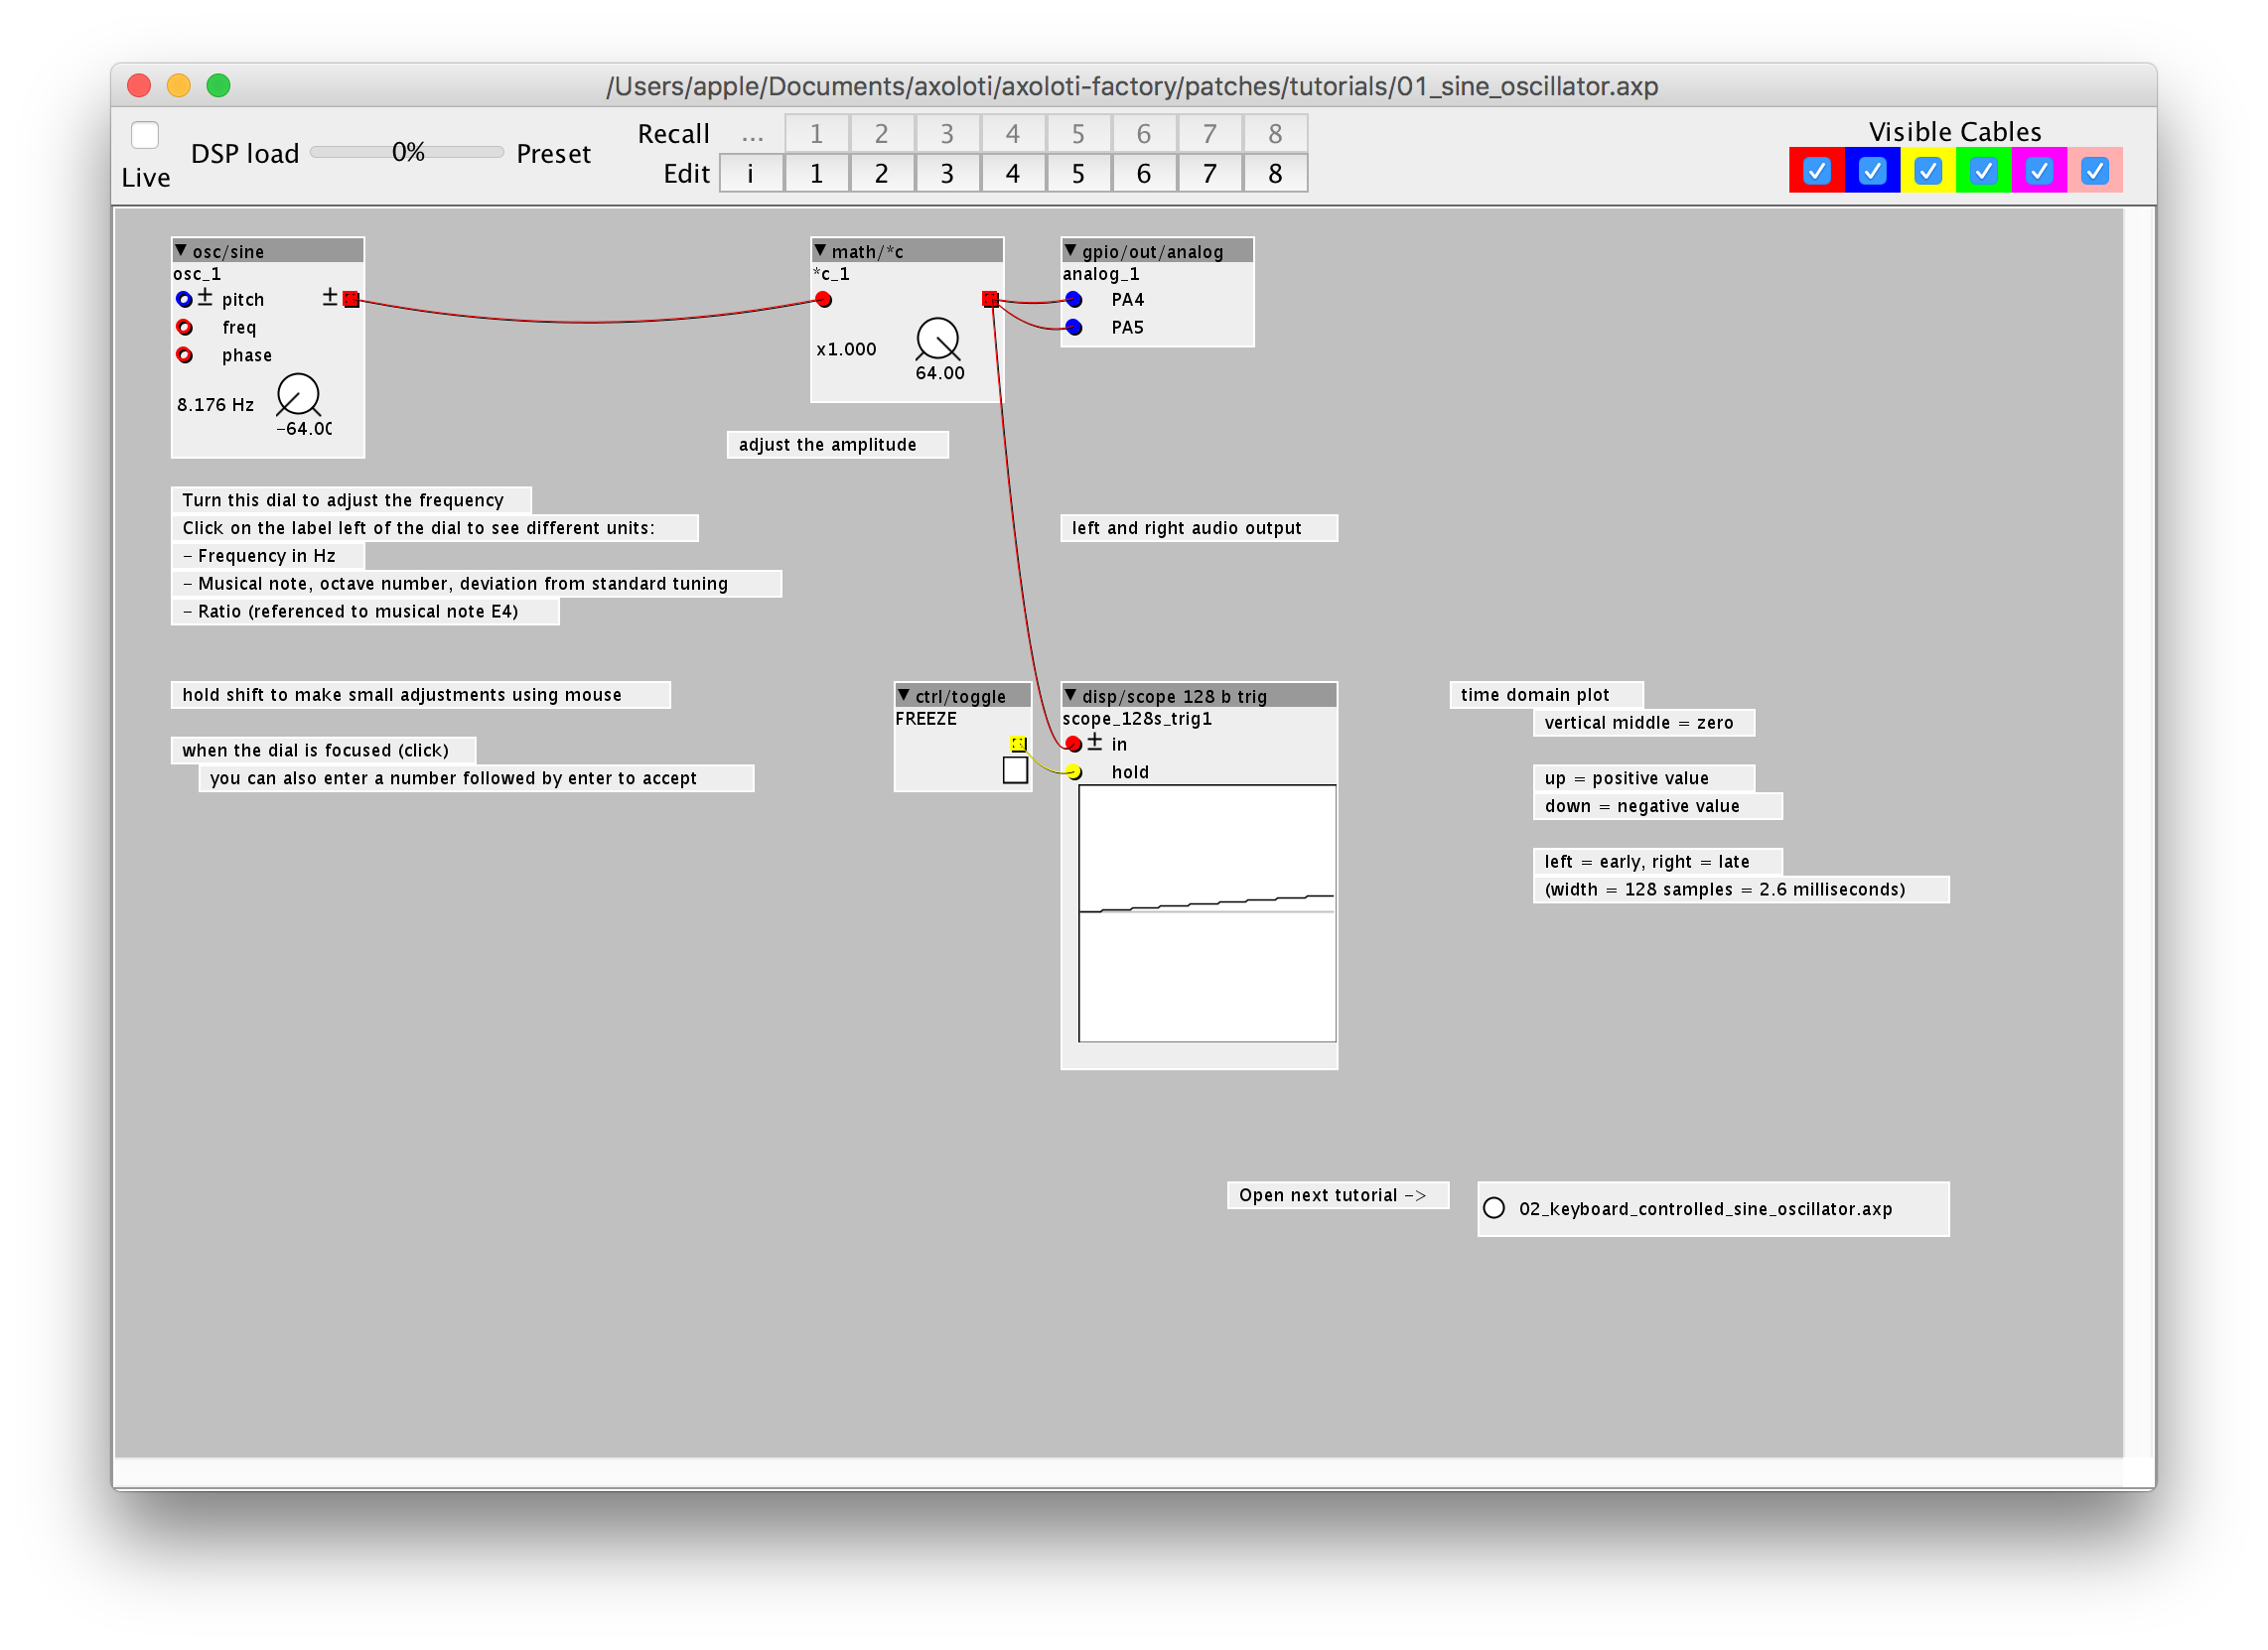 /Users/apple/Documents/axoloti/axoloti-factory/patches/tutorials/01_sine_oscillator.axp
Live
DSP load 0% Preset
Recall ... 1 2 3 4 5 6 7 8
Edit i 1 2 3 4 5 6 7 8
Visible Cables
osc/sine
osc_1
± pitch ±
freq
phase
8.176 Hz
-64.00
math/*c
*c_1
x1.000
64.00
gpio/out/analog
analog_1
PA4
PA5
adjust the amplitude
Turn this dial to adjust the frequency
Click on the label left of the dial to see different units:
- Frequency in Hz
- Musical note, octave number, deviation from standard tuning
- Ratio (referenced to musical note E4)
left and right audio output
hold shift to make small adjustments using mouse
when the dial is focused (click)
you can also enter a number followed by enter to accept
ctrl/toggle
FREEZE
disp/scope 128 b trig
scope_128s_trig1
± in
hold
time domain plot
vertical middle = zero
up = positive value
down = negative value
left = early, right = late
(width = 128 samples = 2.6 milliseconds)
Open next tutorial ->
02_keyboard_controlled_sine_oscillator.axp